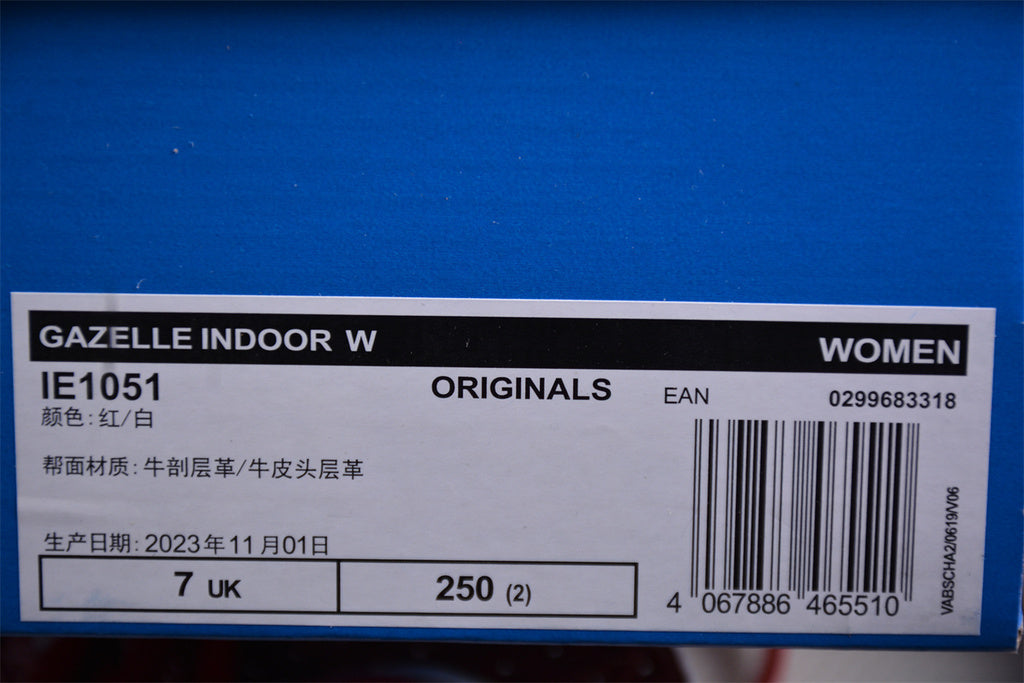 GAZELLE INDOOR W
WOMEN
IE1051
ORIGINALS
EAN
0299683318
颜色:红/白
帮面材质:牛剖层革/牛皮头层革
生产日期:2023年11月01日
7 UK
250 (2)
4 067886 465510
VABSCHA2/0619/V06